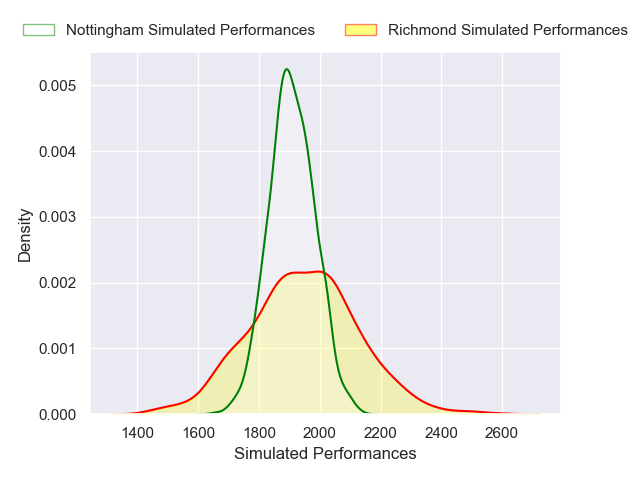 Nottingham Simulated Performances Richmond Simulated Performances
0.005
0.004
0.003
0.002
0.001
0.000
Density
1400 1600 1800 2000 2200 2400 2600
Simulated Performances